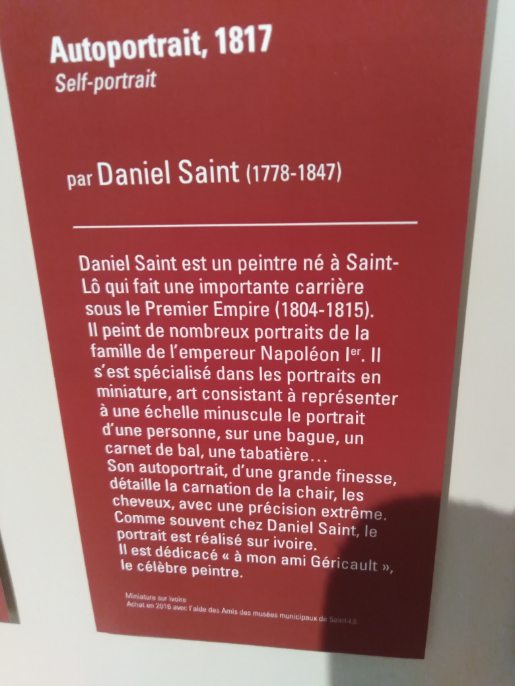 Autoportrait, 1817
Self-portrait
par Daniel Saint (1778-1847)
Daniel Saint est un peintre né à Saint-
Lô qui fait une importante carrière
sous le Premier Empire (1804-1815).
Il peint de nombreux portraits de la
famille de l'empereur Napoléon Ier. Il
s'est spécialisé dans les portraits en
miniature, art consistant à représenter
à une échelle minuscule le portrait
d'une personne, sur une bague, un
carnet de bal, une tabatière...
Son autoportrait, d'une grande finesse,
détaille la carnation de la chair, les
cheveux, avec une précision extrême.
Comme souvent chez Daniel Saint, le
portrait est réalisé sur ivoire.
Il est dédicacé « à mon ami Géricault »,
le célèbre peintre.
Miniature sur ivoire
Achat en 2016 avec l'aide des Amis des musées municipaux de Saint-Lô